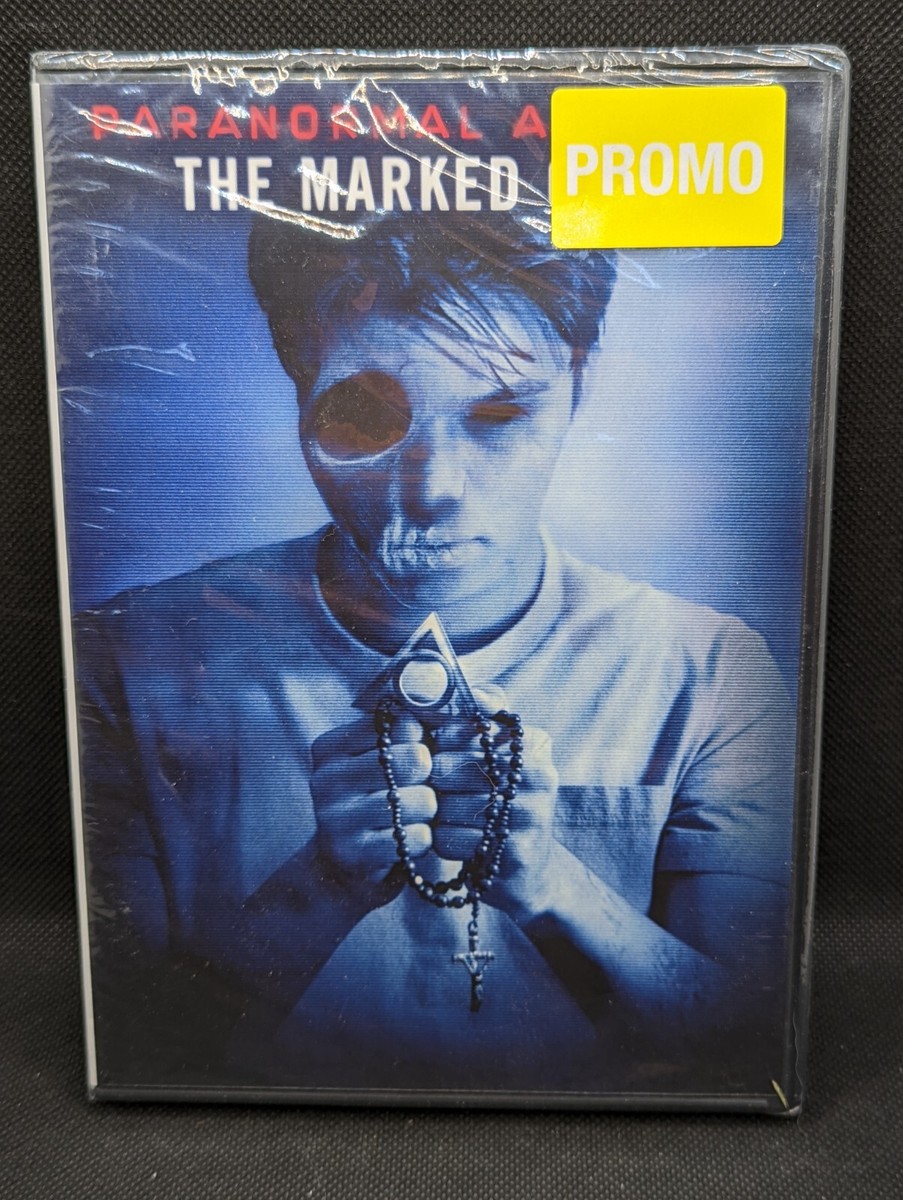 PARANORMAL A
THE MARKED
PROMO